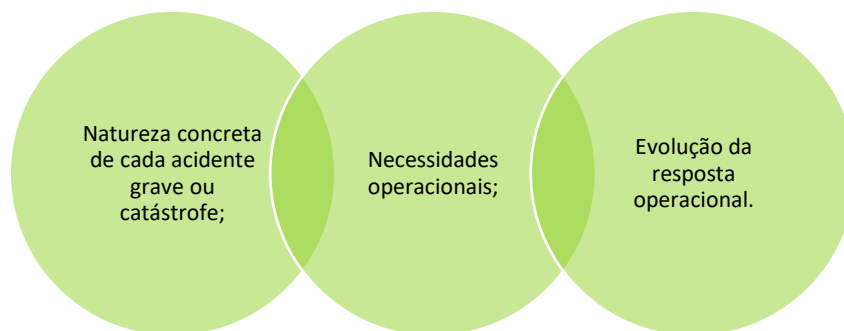 Natureza concreta
de cada acidente
grave ou
catástrofe;
Necessidades
operacionais;
Evolução da
resposta
operacional.